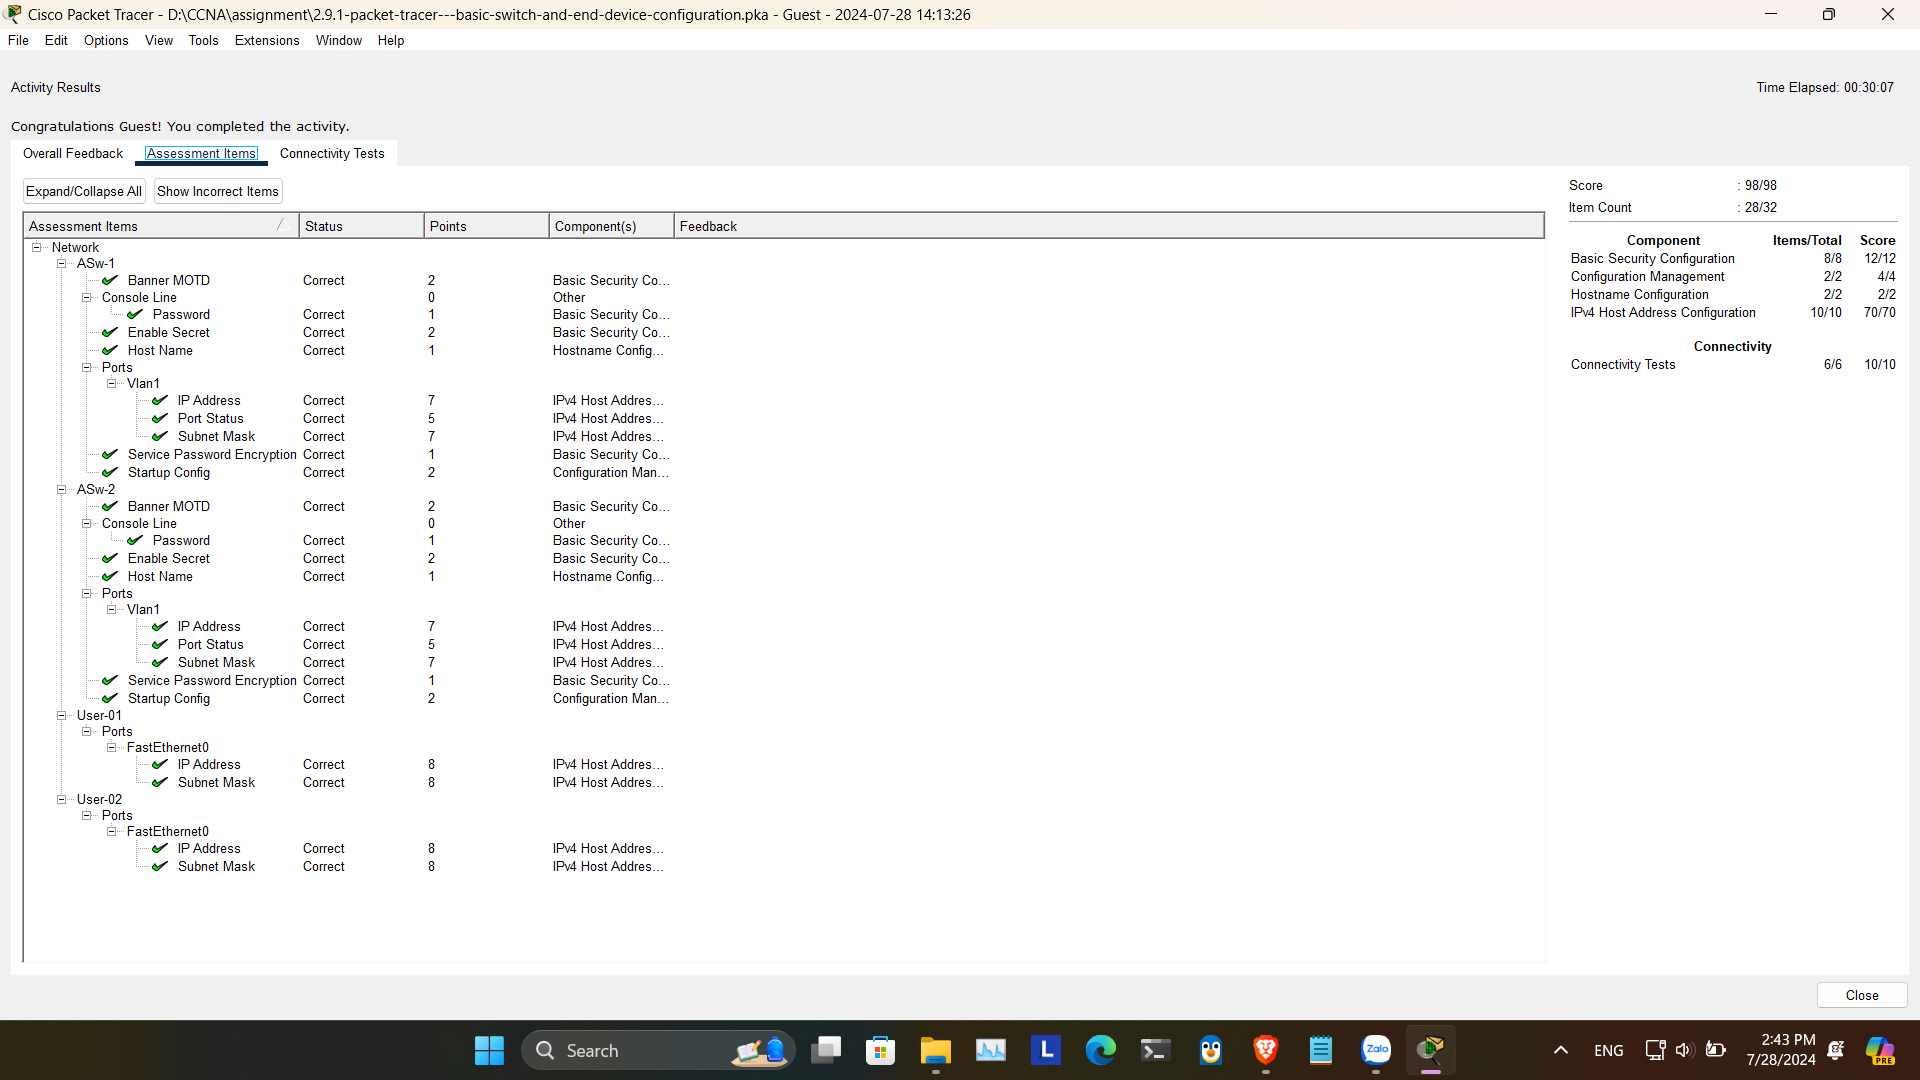 Cisco Packet Tracer - D:\CCNA\assignment\2.9.1-packet-tracer---basic-switch-and-end-device-configuration.pka - Guest - 2024-07-28 14:13:26
File Edit Options View Tools Extensions Window Help
Activity Results Time Elapsed: 00:30:07
Congratulations Guest! You completed the activity.
Overall Feedback Assessment Items Connectivity Tests
Expand/Collapse All Show Incorrect Items
Assessment Items Status Points Component(s) Feedback
Network
ASw-1
Banner MOTD Correct 2 Basic Security Co...
Console Line 0 Other
Password Correct 1 Basic Security Co...
Enable Secret Correct 2 Basic Security Co...
Host Name Correct 1 Hostname Config...
Ports
Vlan1
IP Address Correct 7 IPv4 Host Addres...
Port Status Correct 5 IPv4 Host Addres...
Subnet Mask Correct 7 IPv4 Host Addres...
Service Password Encryption Correct 1 Basic Security Co...
Startup Config Correct 2 Configuration Man...
ASw-2
Banner MOTD Correct 2 Basic Security Co...
Console Line 0 Other
Password Correct 1 Basic Security Co...
Enable Secret Correct 2 Basic Security Co...
Host Name Correct 1 Hostname Config...
Ports
Vlan1
IP Address Correct 7 IPv4 Host Addres...
Port Status Correct 5 IPv4 Host Addres...
Subnet Mask Correct 7 IPv4 Host Addres...
Service Password Encryption Correct 1 Basic Security Co...
Startup Config Correct 2 Configuration Man...
User-01
Ports
FastEthernet0
IP Address Correct 8 IPv4 Host Addres...
Subnet Mask Correct 8 IPv4 Host Addres...
User-02
Ports
FastEthernet0
IP Address Correct 8 IPv4 Host Addres...
Subnet Mask Correct 8 IPv4 Host Addres...
Score : 98/98
Item Count : 28/32
Component Items/Total Score
Basic Security Configuration 8/8 12/12
Configuration Management 2/2 4/4
Hostname Configuration 2/2 2/2
IPv4 Host Address Configuration 10/10 70/70
Connectivity
Connectivity Tests 6/6 10/10
Close
Search
L
Zalo
ENG
2:43 PM
7/28/2024
PRE